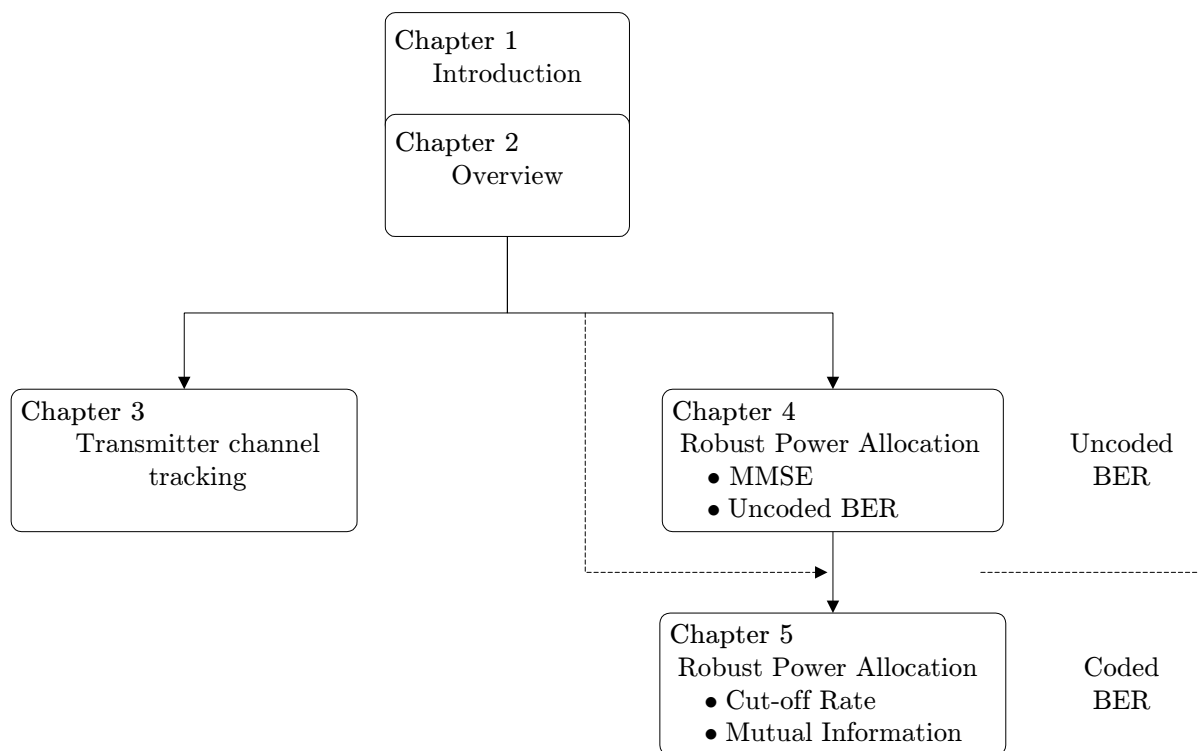 Chapter 1
Introduction
Chapter 2
Overview
Chapter 3
Transmitter channel
tracking
Chapter 4
Robust Power Allocation
• MMSE
• Uncoded BER
Uncoded
BER
Chapter 5
Robust Power Allocation
• Cut-off Rate
• Mutual Information
Coded
BER